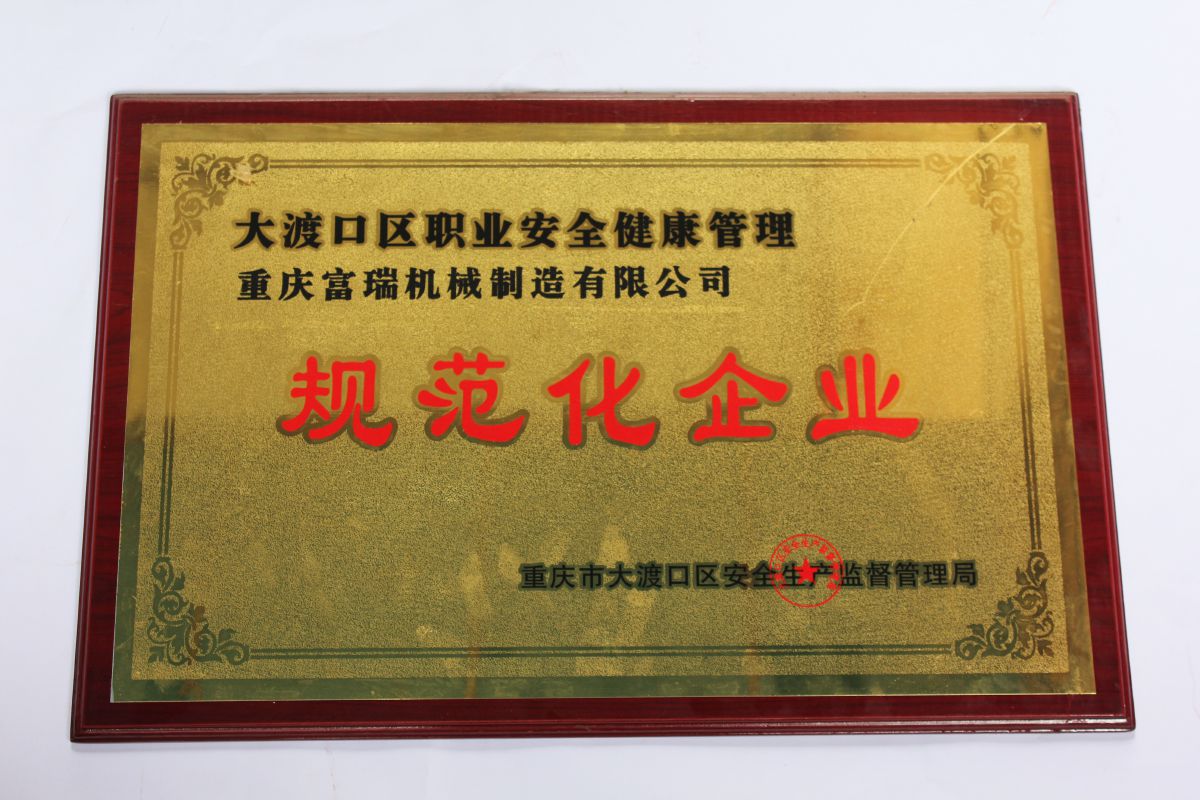 大渡口区职业安全健康管理
重庆富瑞机械制造有限公司
规范化企业
重庆市大渡口区安全生产监督管理局